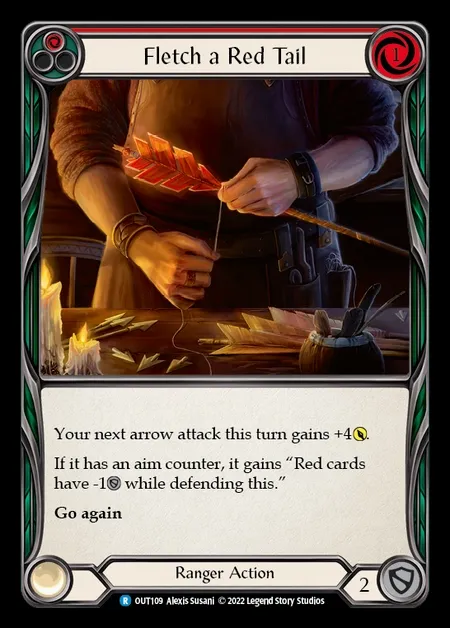 Fletch a Red Tail
1
Your next arrow attack this turn gains +4.
If it has an aim counter, it gains “Red cards
have -1 while defending this.”
Go again
Ranger Action
2
R OUT109 Alexis Susani © 2022 Legend Story Studios